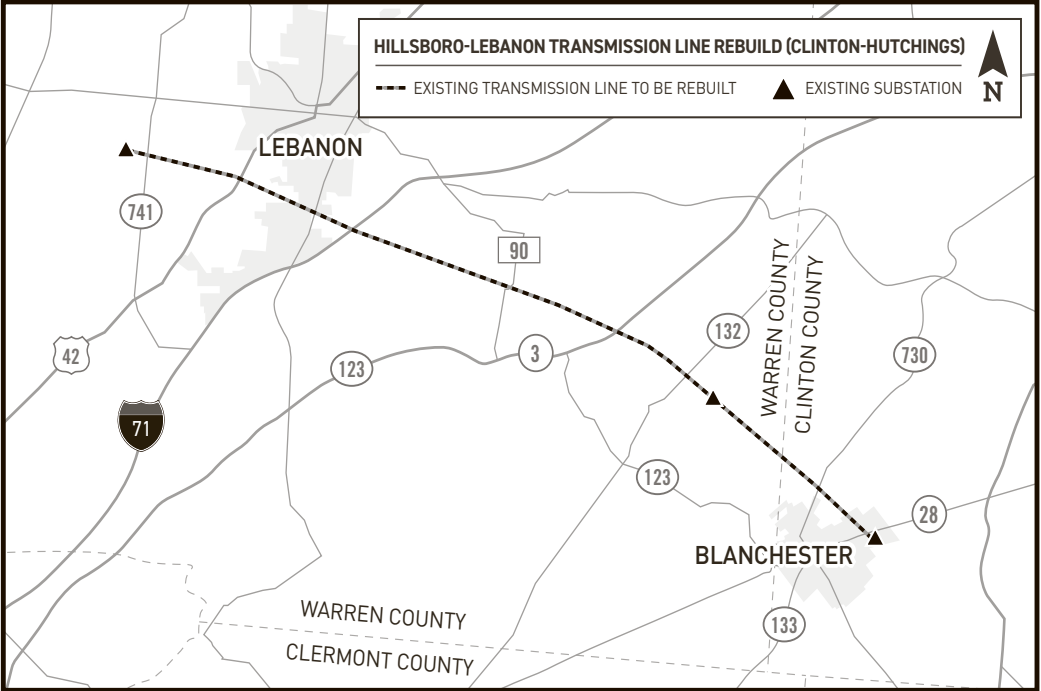 HILLSBORO-LEBANON TRANSMISSION LINE REBUILD (CLINTON-HUTCHINGS)
EXISTING TRANSMISSION LINE TO BE REBUILT
EXISTING SUBSTATION
N
LEBANON
741
90
42
123
3
132
730
WARREN COUNTY
CLINTON COUNTY
71
123
28
BLANCHESTER
133
WARREN COUNTY
CLERMONT COUNTY